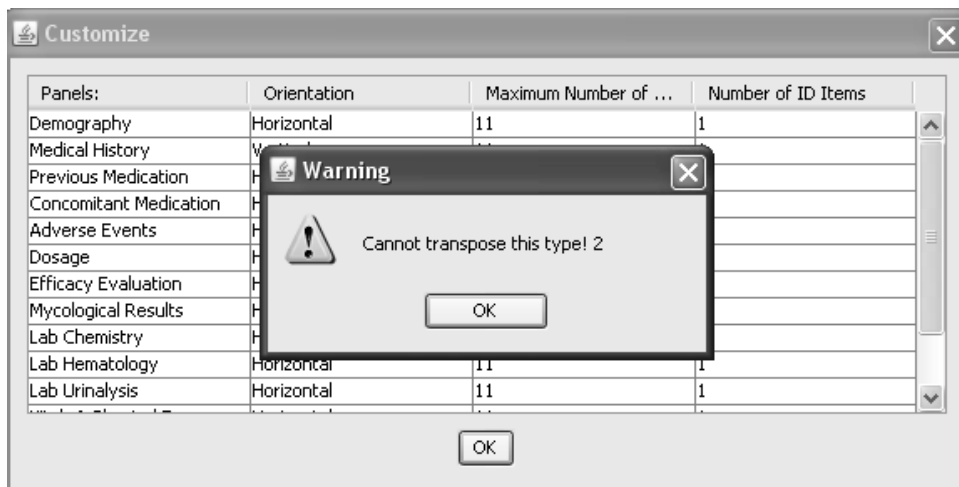 Customize
Panels: Orientation Maximum Number of ... Number of ID Items
Demography Horizontal 11 1
Medical History
Previous Medication
Concomitant Medication
Adverse Events
Dosage
Efficacy Evaluation
Mycological Results
Lab Chemistry
Warning
Cannot transpose this type! 2
OK
Lab Hematology Horizontal 11 1
Lab Urinalysis Horizontal 11 1
OK